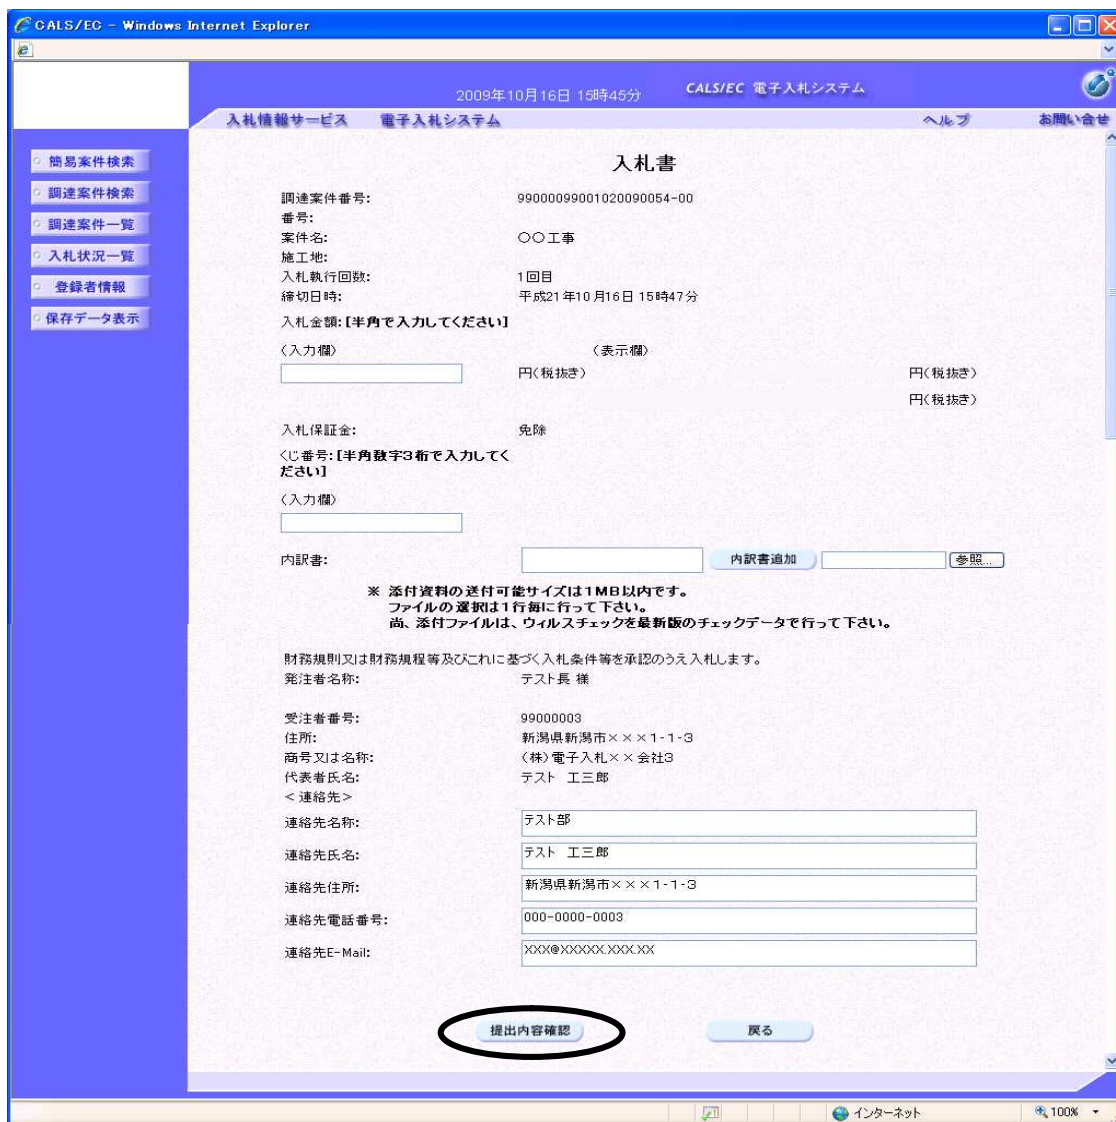 CALS/EC - Windows Internet Explorer
2009年10月16日 15時45分
CALS/EC 電子入札システム
入札情報サービス 電子入札システム ヘルプ お問い合せ
簡易案件検索
調達案件検索
調達案件一覧
入札状況一覧
登録者情報
保存データ表示
入札書
調達案件番号: 99000099001020090054-00
番号:
案件名: 〇〇工事
施工地:
入札執行回数: 1回目
締切日時: 平成21年10月16日 15時47分
入札金額:[半角で入力してください]
(入力欄) (表示欄)
円(税抜き) 円(税抜き)
円(税抜き)
入札保証金: 免除
くじ番号:[半角数字3桁で入力してく
ださい]
(入力欄)
内訳書: 内訳書追加 参照...
※ 添付資料の送付可能サイズは1MB以内です。
ファイルの選択は1行毎に行って下さい。
尚、添付ファイルは、ウィルスチェックを最新版のチェックデータで行って下さい。
財務規則又は財務規程等及びこれに基づく入札条件等を承認のうえ入札します。
発注者名称: テスト長 様
受注者番号: 99000003
住所: 新潟県新潟市×××1-1-3
商号又は名称: (株)電子入札××会社3
代表者氏名: テスト 工三郎
<連絡先>
連絡先名称: テスト部
連絡先氏名: テスト 工三郎
連絡先住所: 新潟県新潟市×××1-1-3
連絡先電話番号: 000-0000-0003
連絡先E-Mail: XXX@XXXXX.XXX.XX
提出内容確認 戻る
インターネット 100%